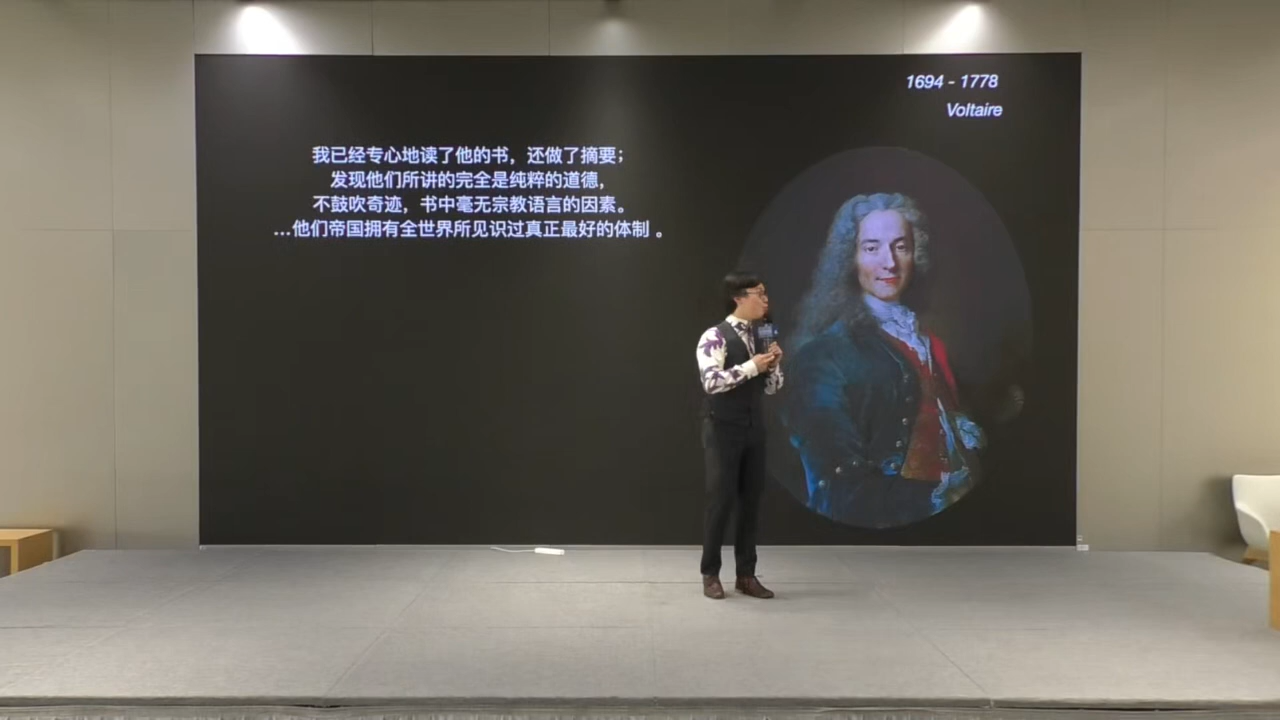 1694 - 1778
Voltaire
我已经专心地读了他的书，还做了摘要；
发现他们所讲的完全是纯粹的道德，
不鼓吹奇迹，书中毫无宗教语言的因素。
...他们帝国拥有全世界所见识过真正最好的体制 。